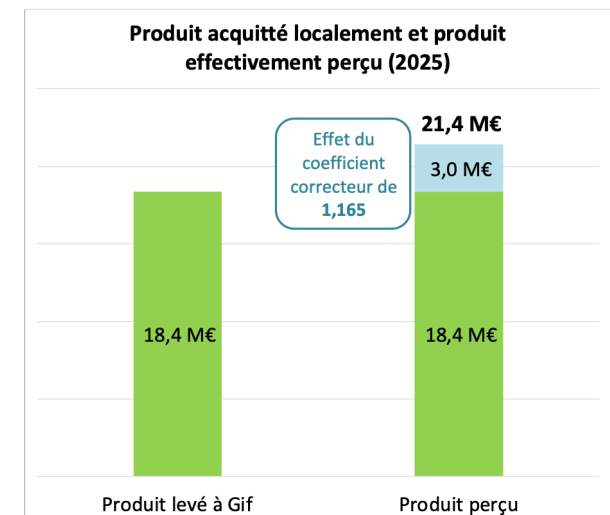 Produit acquitté localement et produit
effectivement perçu (2025)
21,4 M€
Effet du
coefficient
correcteur de
1,165
3,0 M€
18,4 M€
18,4 M€
Produit levé à Gif
Produit perçu